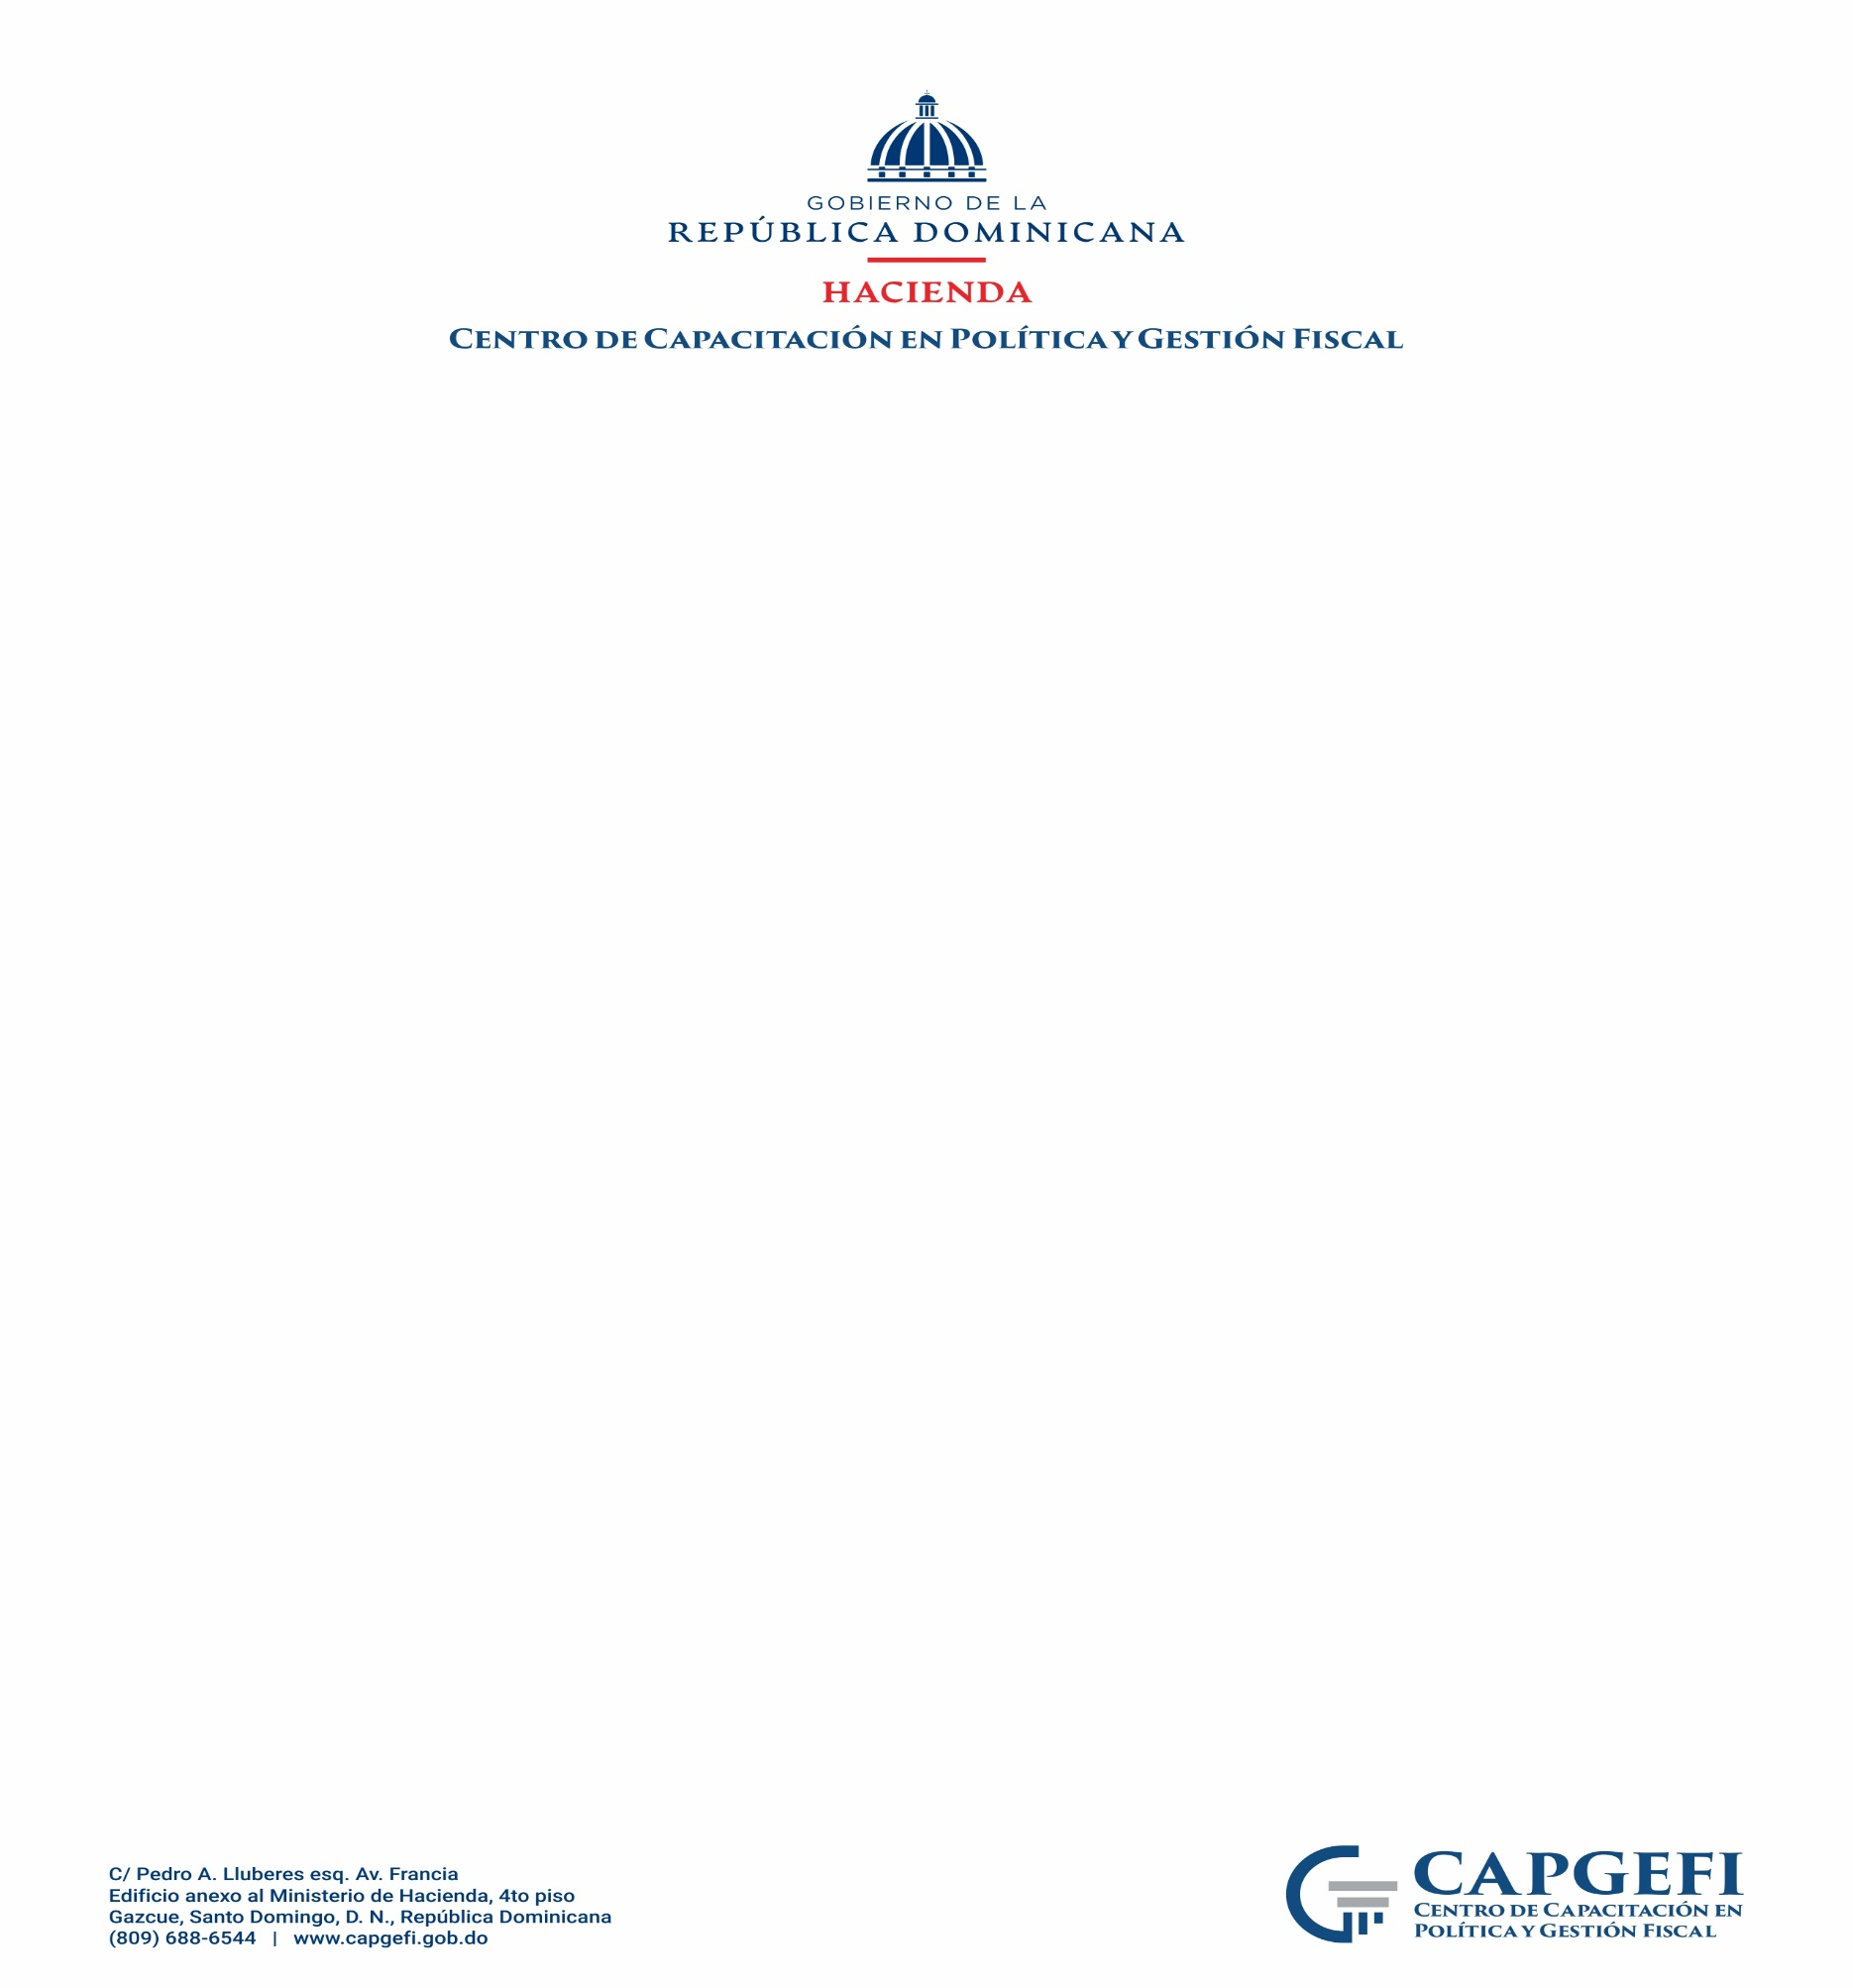 GOBIERNO DE LA
REPÚBLICA DOMINICANA
HACIENDA
CENTRO DE CAPACITACIÓN EN POLÍTICA Y GESTIÓN FISCAL
C/ Pedro A. Lluberes esq. Av. Francia
Edificio anexo al Ministerio de Hacienda, 4to piso
Gazcue, Santo Domingo, D. N., República Dominicana
(809) 688-6544 | www.capgefi.gob.do
CAPGEFI
CENTRO DE CAPACITACIÓN EN
POLÍTICA Y GESTIÓN FISCAL